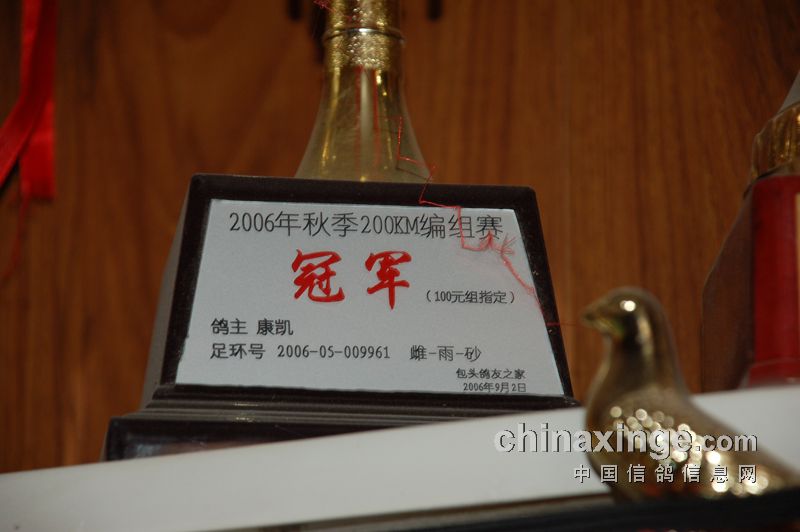 2006年秋季200KM编组赛
冠军 (100元组指定)
鸽主 康凯
足环号 2006-05-009961 雌-雨-砂
包头鸽友之家
2006年9月2日
chinaxinge.com
中国信鸽信息网